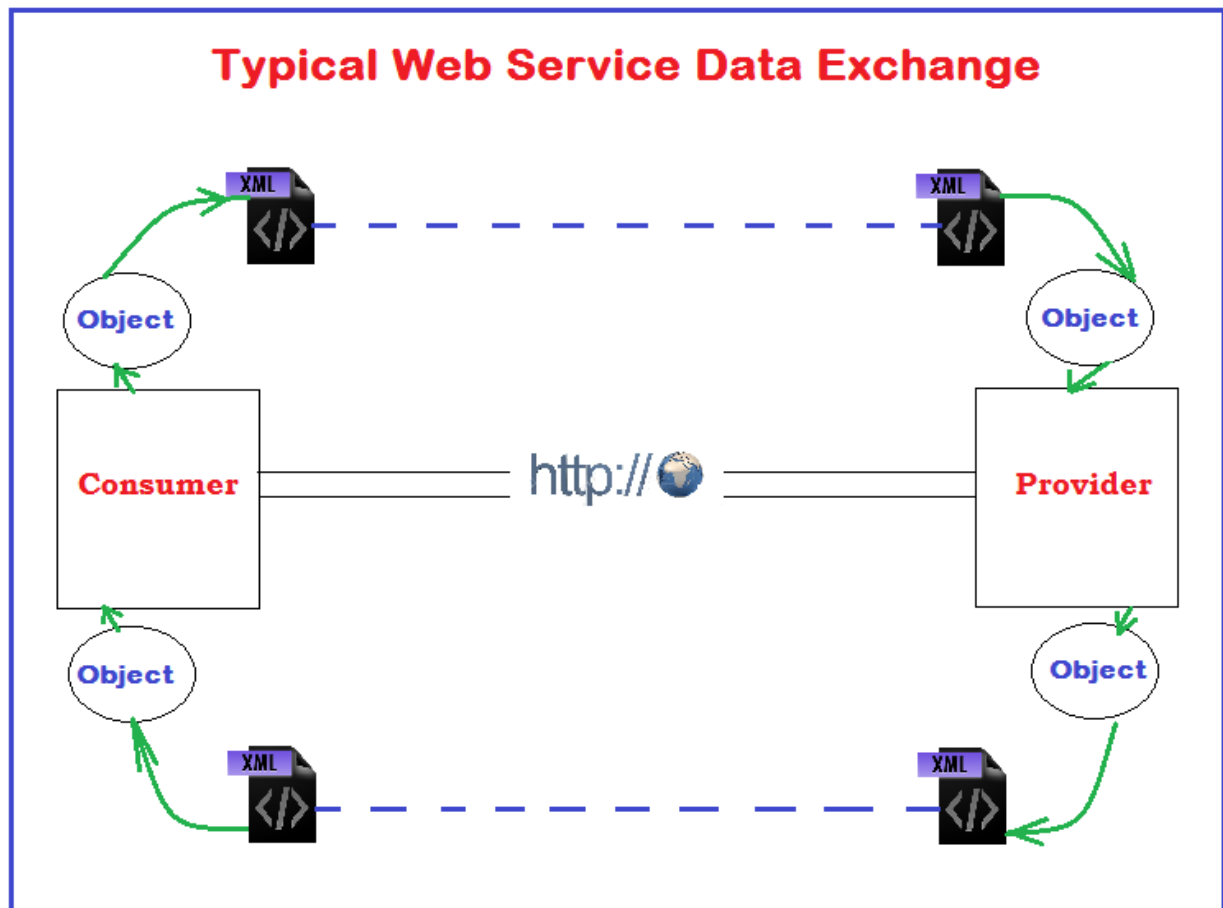 Typical Web Service Data Exchange
XML
</>
XML
</>
Object
Object
Consumer
http://
Provider
Object
Object
XML
</>
XML
</>